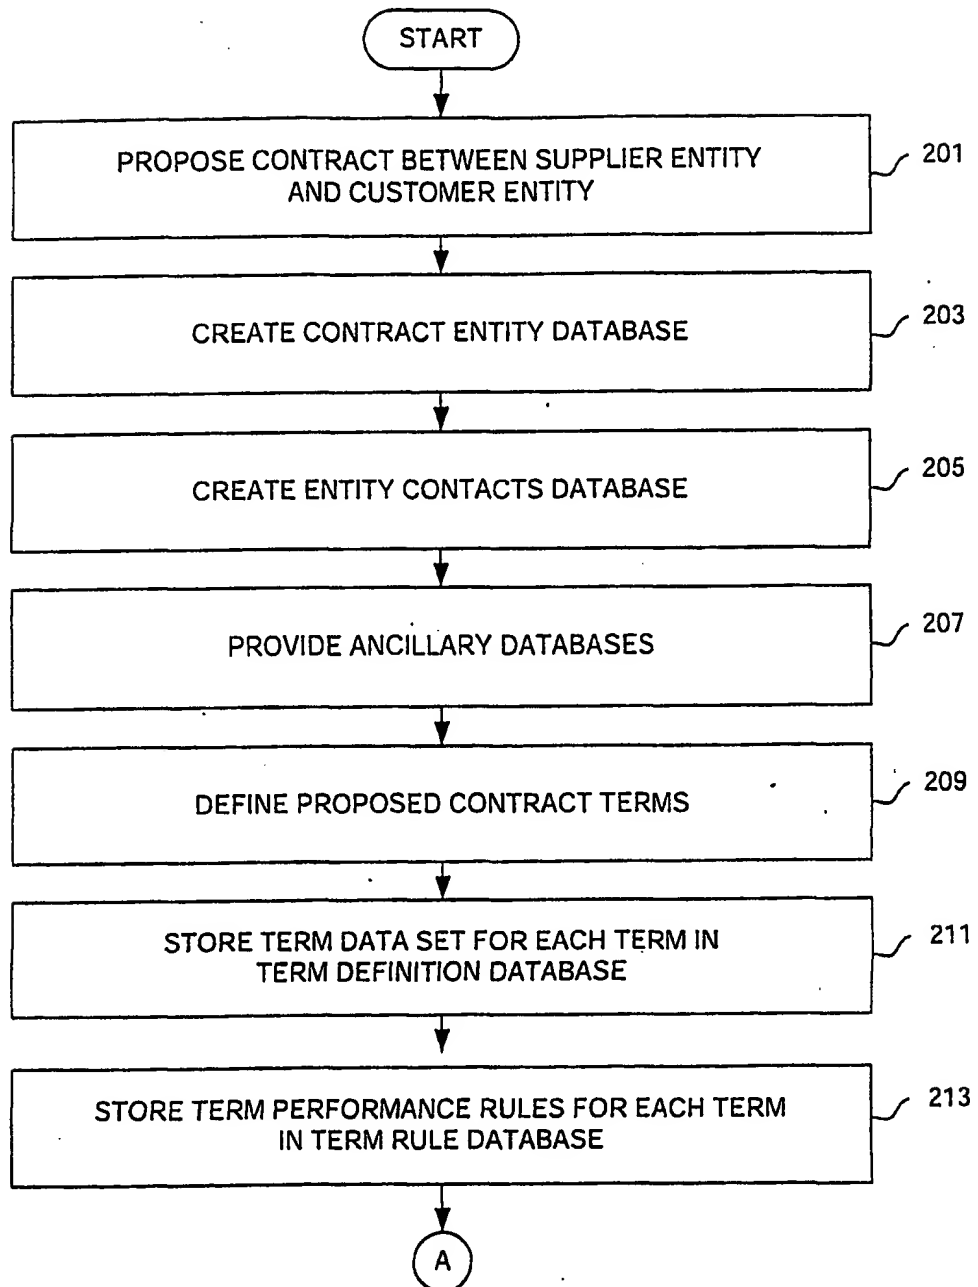 START
PROPOSE CONTRACT BETWEEN SUPPLIER ENTITY
AND CUSTOMER ENTITY
201
CREATE CONTRACT ENTITY DATABASE
203
CREATE ENTITY CONTACTS DATABASE
205
PROVIDE ANCILLARY DATABASES
207
DEFINE PROPOSED CONTRACT TERMS
209
STORE TERM DATA SET FOR EACH TERM IN
TERM DEFINITION DATABASE
211
STORE TERM PERFORMANCE RULES FOR EACH TERM
IN TERM RULE DATABASE
213
A